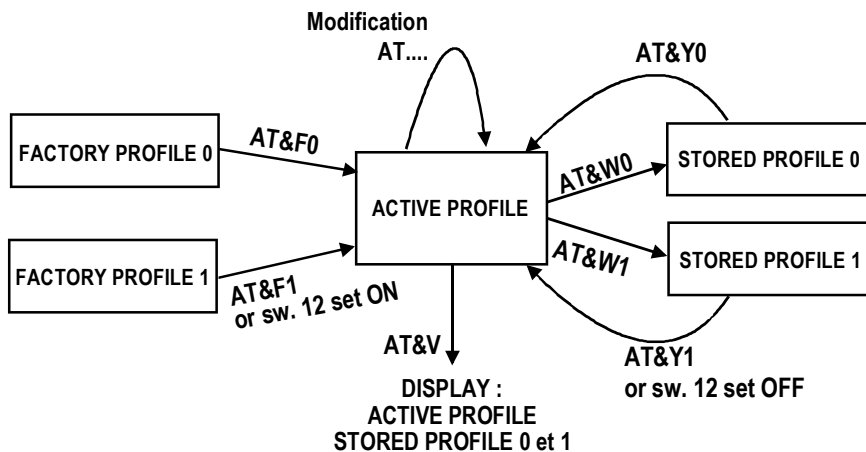 Modification
AT....
AT&Y0
FACTORY PROFILE 0
AT&F0
STORED PROFILE 0
AT&W0
ACTIVE PROFILE
FACTORY PROFILE 1
AT&F1
or sw. 12 set ON
AT&W1
STORED PROFILE 1
AT&V
AT&Y1
or sw. 12 set OFF
DISPLAY :
ACTIVE PROFILE
STORED PROFILE 0 et 1